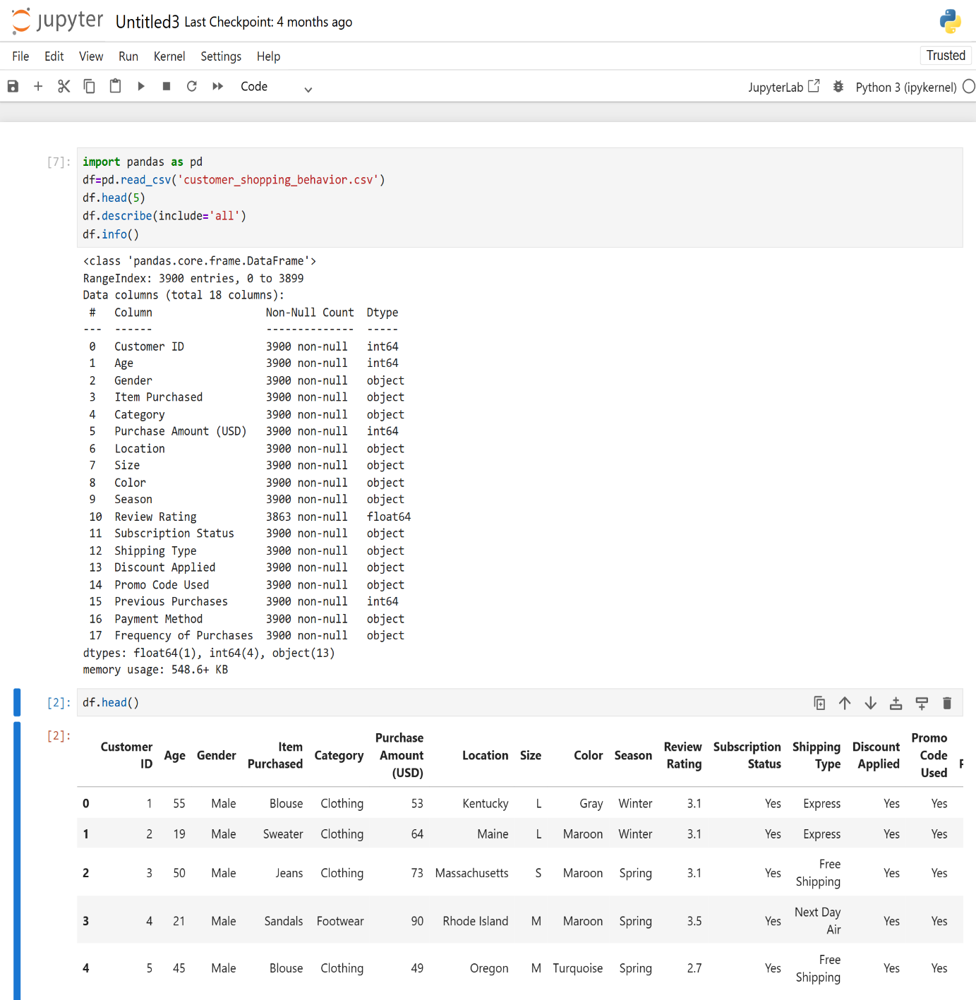 jupyter Untitled3 Last Checkpoint: 4 months ago
File Edit View Run Kernel Settings Help Trusted
Code JupyterLab Python 3 (ipykernel)
[7]: import pandas as pd
df=pd.read_csv('customer_shopping_behavior.csv')
df.head(5)
df.describe(include='all')
df.info()
<class 'pandas.core.frame.DataFrame'>
RangeIndex: 3900 entries, 0 to 3899
Data columns (total 18 columns):
# Column Non-Null Count Dtype
--- ------ -------------- -----
0 Customer ID 3900 non-null int64
1 Age 3900 non-null int64
2 Gender 3900 non-null object
3 Item Purchased 3900 non-null object
4 Category 3900 non-null object
5 Purchase Amount (USD) 3900 non-null int64
6 Location 3900 non-null object
7 Size 3900 non-null object
8 Color 3900 non-null object
9 Season 3900 non-null object
10 Review Rating 3863 non-null float64
11 Subscription Status 3900 non-null object
12 Shipping Type 3900 non-null object
13 Discount Applied 3900 non-null object
14 Promo Code Used 3900 non-null object
15 Previous Purchases 3900 non-null int64
16 Payment Method 3900 non-null object
17 Frequency of Purchases 3900 non-null object
dtypes: float64(1), int64(4), object(13)
memory usage: 548.6+ KB
[2]: df.head()
[2]:
Customer ID Age Gender Item Purchased Category Purchase Amount (USD) Location Size Color Season Review Rating Subscription Status Shipping Type Discount Applied Promo Code Used
0 1 55 Male Blouse Clothing 53 Kentucky L Gray Winter 3.1 Yes Express Yes Yes
1 2 19 Male Sweater Clothing 64 Maine L Maroon Winter 3.1 Yes Express Yes Yes
2 3 50 Male Jeans Clothing 73 Massachusetts S Maroon Spring 3.1 Yes Free Shipping Yes Yes
3 4 21 Male Sandals Footwear 90 Rhode Island M Maroon Spring 3.5 Yes Next Day Air Yes Yes
4 5 45 Male Blouse Clothing 49 Oregon M Turquoise Spring 2.7 Yes Free Shipping Yes Yes